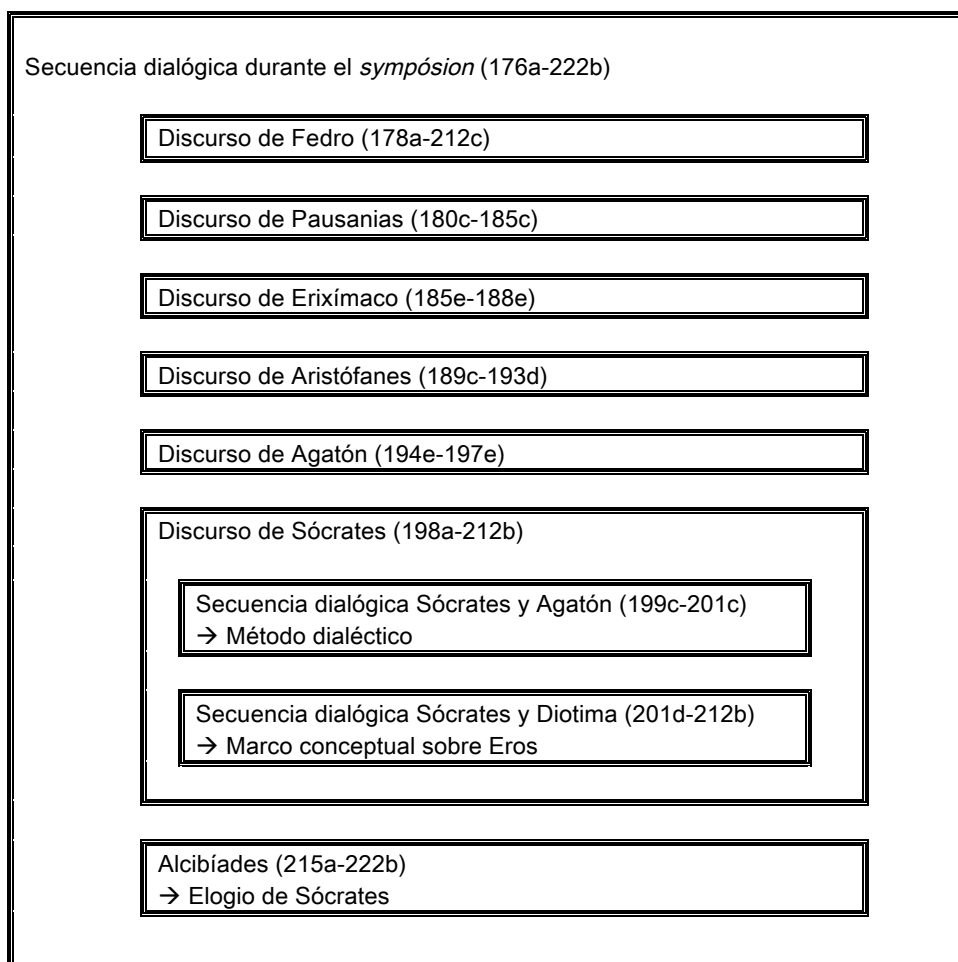 Secuencia dialógica durante el sympósion (176a-222b)
Discurso de Fedro (178a-212c)
Discurso de Pausanias (180c-185c)
Discurso de Erixímaco (185e-188e)
Discurso de Aristófanes (189c-193d)
Discurso de Agatón (194e-197e)
Discurso de Sócrates (198a-212b)
Secuencia dialógica Sócrates y Agatón (199c-201c)
→ Método dialéctico
Secuencia dialógica Sócrates y Diotima (201d-212b)
→ Marco conceptual sobre Eros
Alcibíades (215a-222b)
→ Elogio de Sócrates